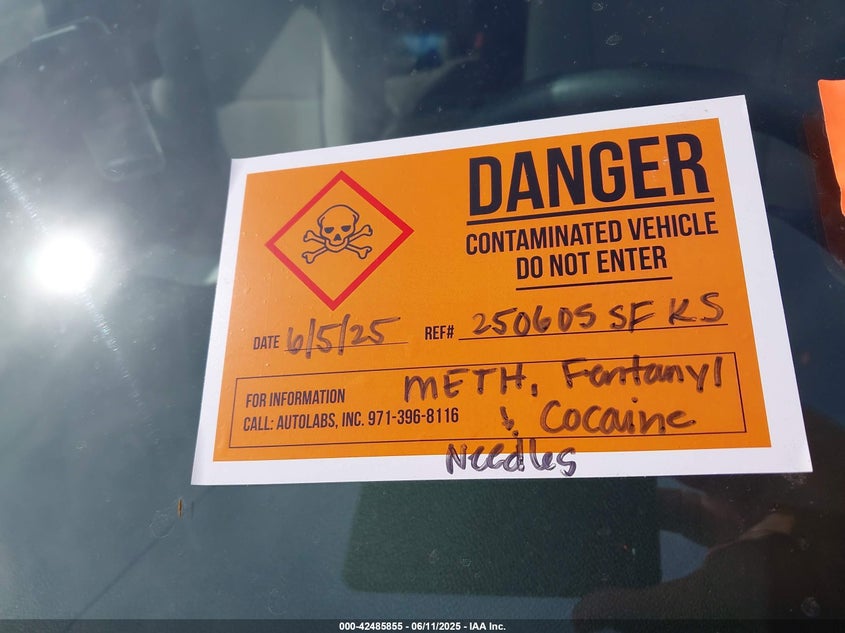 DANGER
CONTAMINATED VEHICLE
DO NOT ENTER
DATE 6/5/25 REF# 250605 SF KS
METH, Fentanyl
FOR INFORMATION
CALL: AUTOLABS, INC. 971-396-8116
& Cocaine
Needles
000-42485855 - 06/11/2025 - IAA Inc.